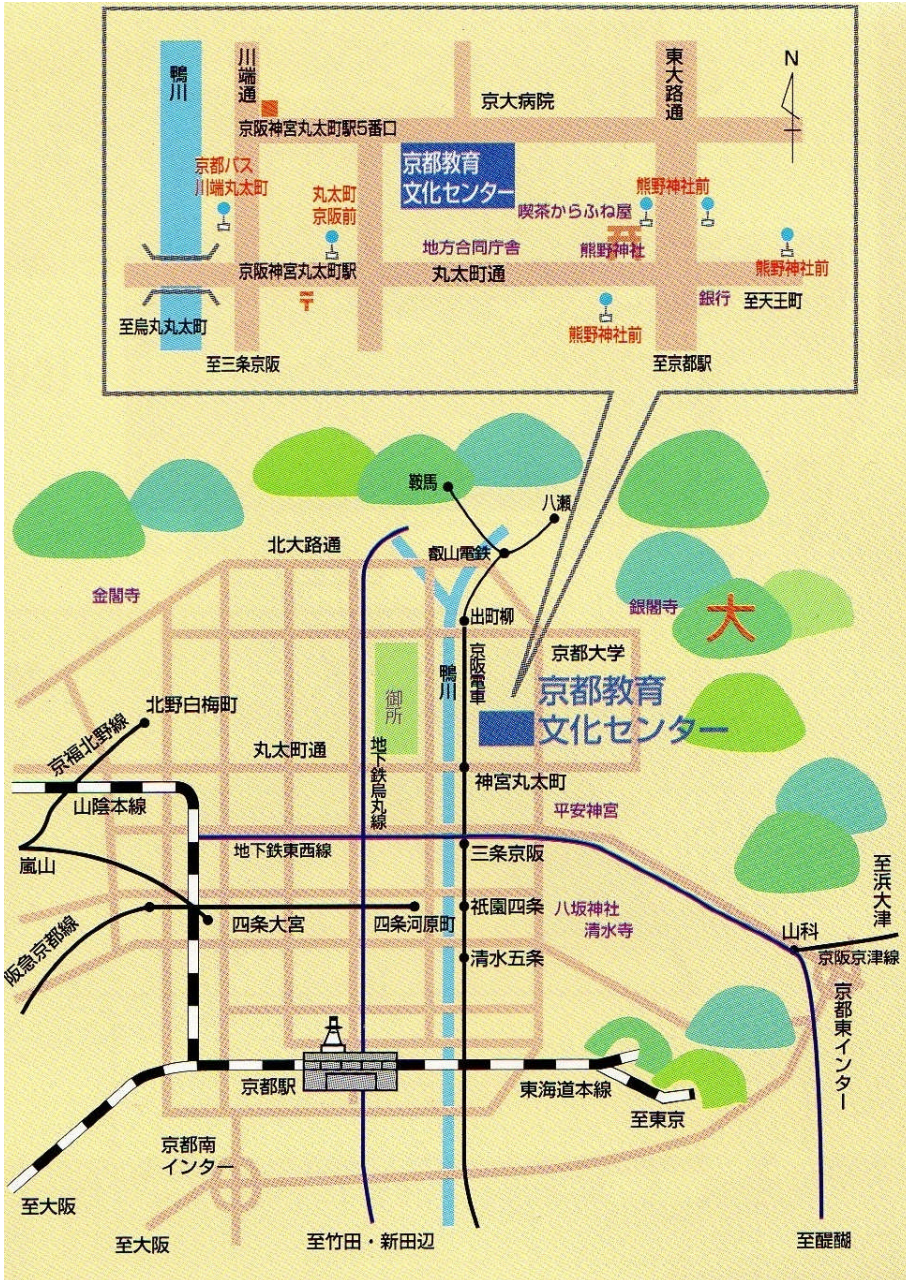 鴨川
川端通
東大路通
N
京大病院
京阪神宮丸太町駅5番口
京都バス
川端丸太町
丸太町
京阪前
京都教育
文化センター
熊野神社前
喫茶からふね屋
地方合同庁舎
熊野神社
熊野神社前
京阪神宮丸太町駅
〒
丸太町通
銀行
至天王町
至烏丸丸太町
熊野神社前
至三条京阪
至京都駅
鞍馬
八瀬
北大路通
叡山電鉄
金閣寺
銀閣寺
大
出町柳
京阪電車
京都大学
鴨川
御所
京都教育
文化センター
北野白梅町
京福北野線
丸太町通
地下鉄烏丸線
神宮丸太町
山陰本線
平安神宮
地下鉄東西線
三条京阪
嵐山
至浜大津
四条大宮
四条河原町
祇園四条
八坂神社
清水寺
山科
阪急京都線
清水五条
京阪京津線
京都東インター
京都駅
東海道本線
至東京
京都南
インター
至大阪
至大阪
至竹田・新田辺
至醍醐